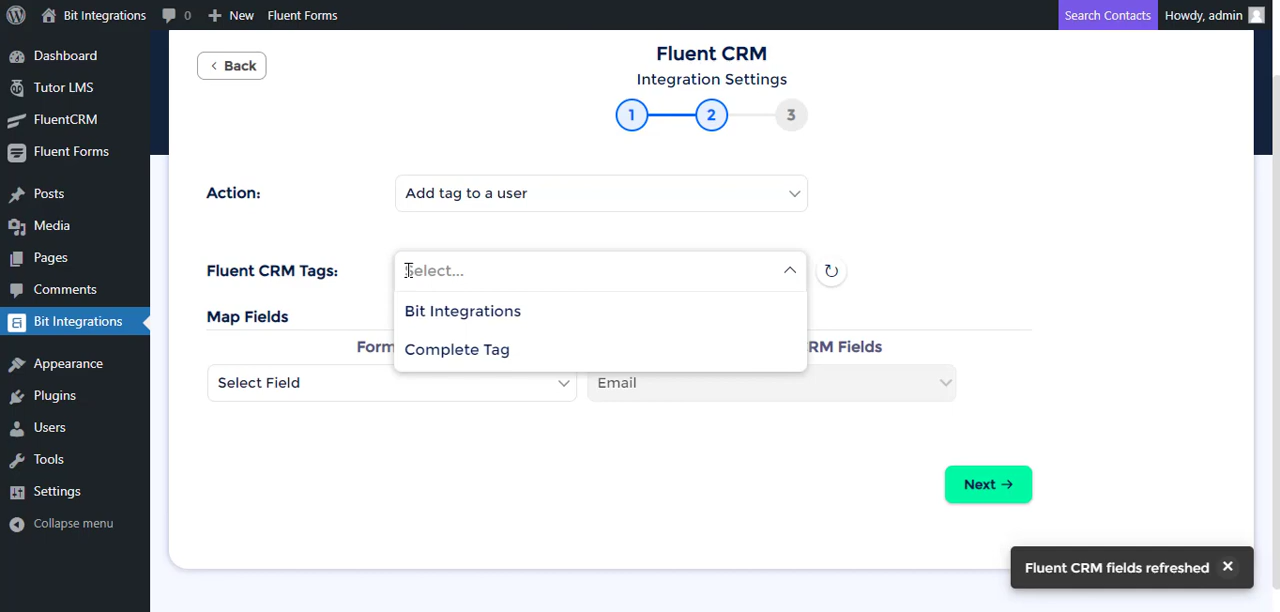 Bit Integrations 0 New Fluent Forms Search Contacts Howdy, admin
Dashboard
Tutor LMS
FluentCRM
Fluent Forms
Posts
Media
Pages
Comments
Bit Integrations
Appearance
Plugins
Users
Tools
Settings
Collapse menu
Back
Fluent CRM
Integration Settings
1 2 3
Action: Add tag to a user
Fluent CRM Tags: Select...
Bit Integrations
Complete Tag
Map Fields
Form RM Fields
Select Field Email
Next →
Fluent CRM fields refreshed ×